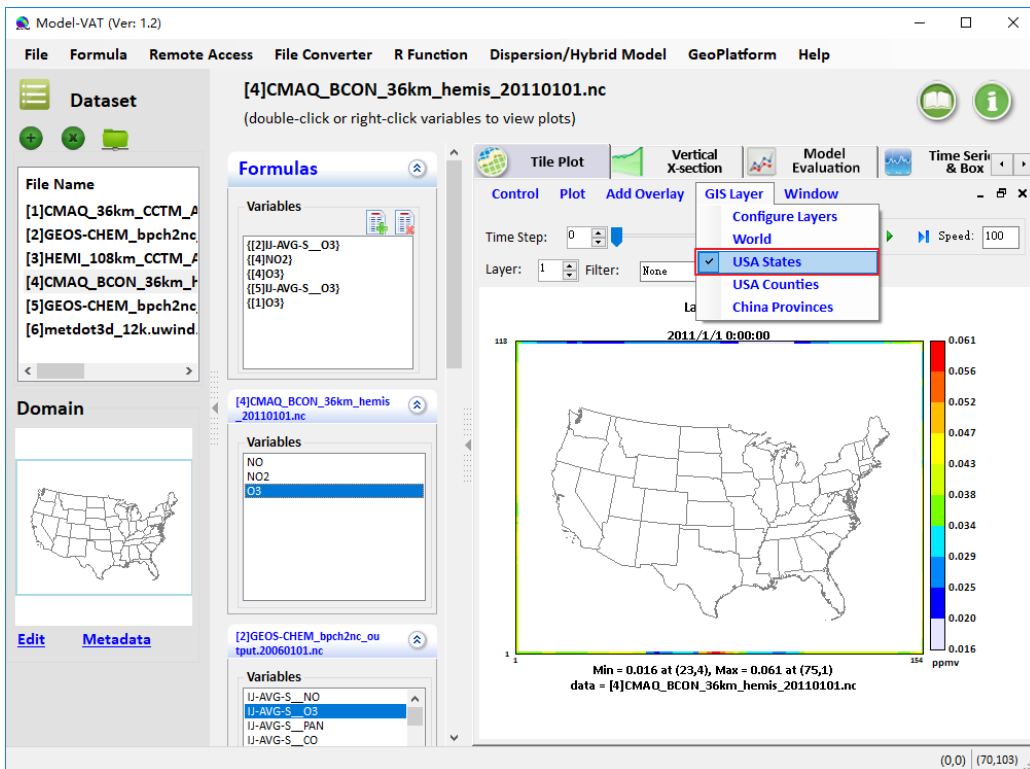 Model-VAT (Ver: 1.2)
File Formula Remote Access File Converter R Function Dispersion/Hybrid Model GeoPlatform Help
Dataset
[4]CMAQ_BCON_36km_hemis_20110101.nc
(double-click or right-click variables to view plots)
File Name
[1]CMAQ_36km_CCTM_A
[2]GEOS-CHEM_bpch2nc_
[3]HEMI_108km_CCTM_A
[4]CMAQ_BCON_36km_h
[5]GEOS-CHEM_bpch2nc_
[6]metdot3d_12k.uwind.
Domain
Edit Metadata
Formulas
Variables
{[2]IJ-AVG-S__O3}
{[4]NO2}
{[4]O3}
{[5]IJ-AVG-S__O3}
{[1]O3}
[4]CMAQ_BCON_36km_hemis
_20110101.nc
Variables
NO
NO2
O3
[2]GEOS-CHEM_bpch2nc_ou
tput.20060101.nc
Variables
IJ-AVG-S__NO
IJ-AVG-S__O3
IJ-AVG-S__PAN
IJ-AVG-S__CO
Tile Plot
Vertical
X-section
Model
Evaluation
Time Seri
& Box
Control Plot Add Overlay GIS Layer Window
Configure Layers
World
USA States
USA Counties
China Provinces
Time Step: 0
Speed: 100
Layer: 1 Filter: None
La
2011/1/1 0:00:00
118
0.061
0.056
0.052
0.047
0.043
0.038
0.034
0.029
0.025
0.020
0.016
1
1
154
ppmv
Min = 0.016 at (23,4), Max = 0.061 at (75,1)
data = [4]CMAQ_BCON_36km_hemis_20110101.nc
(0,0) (70,103)